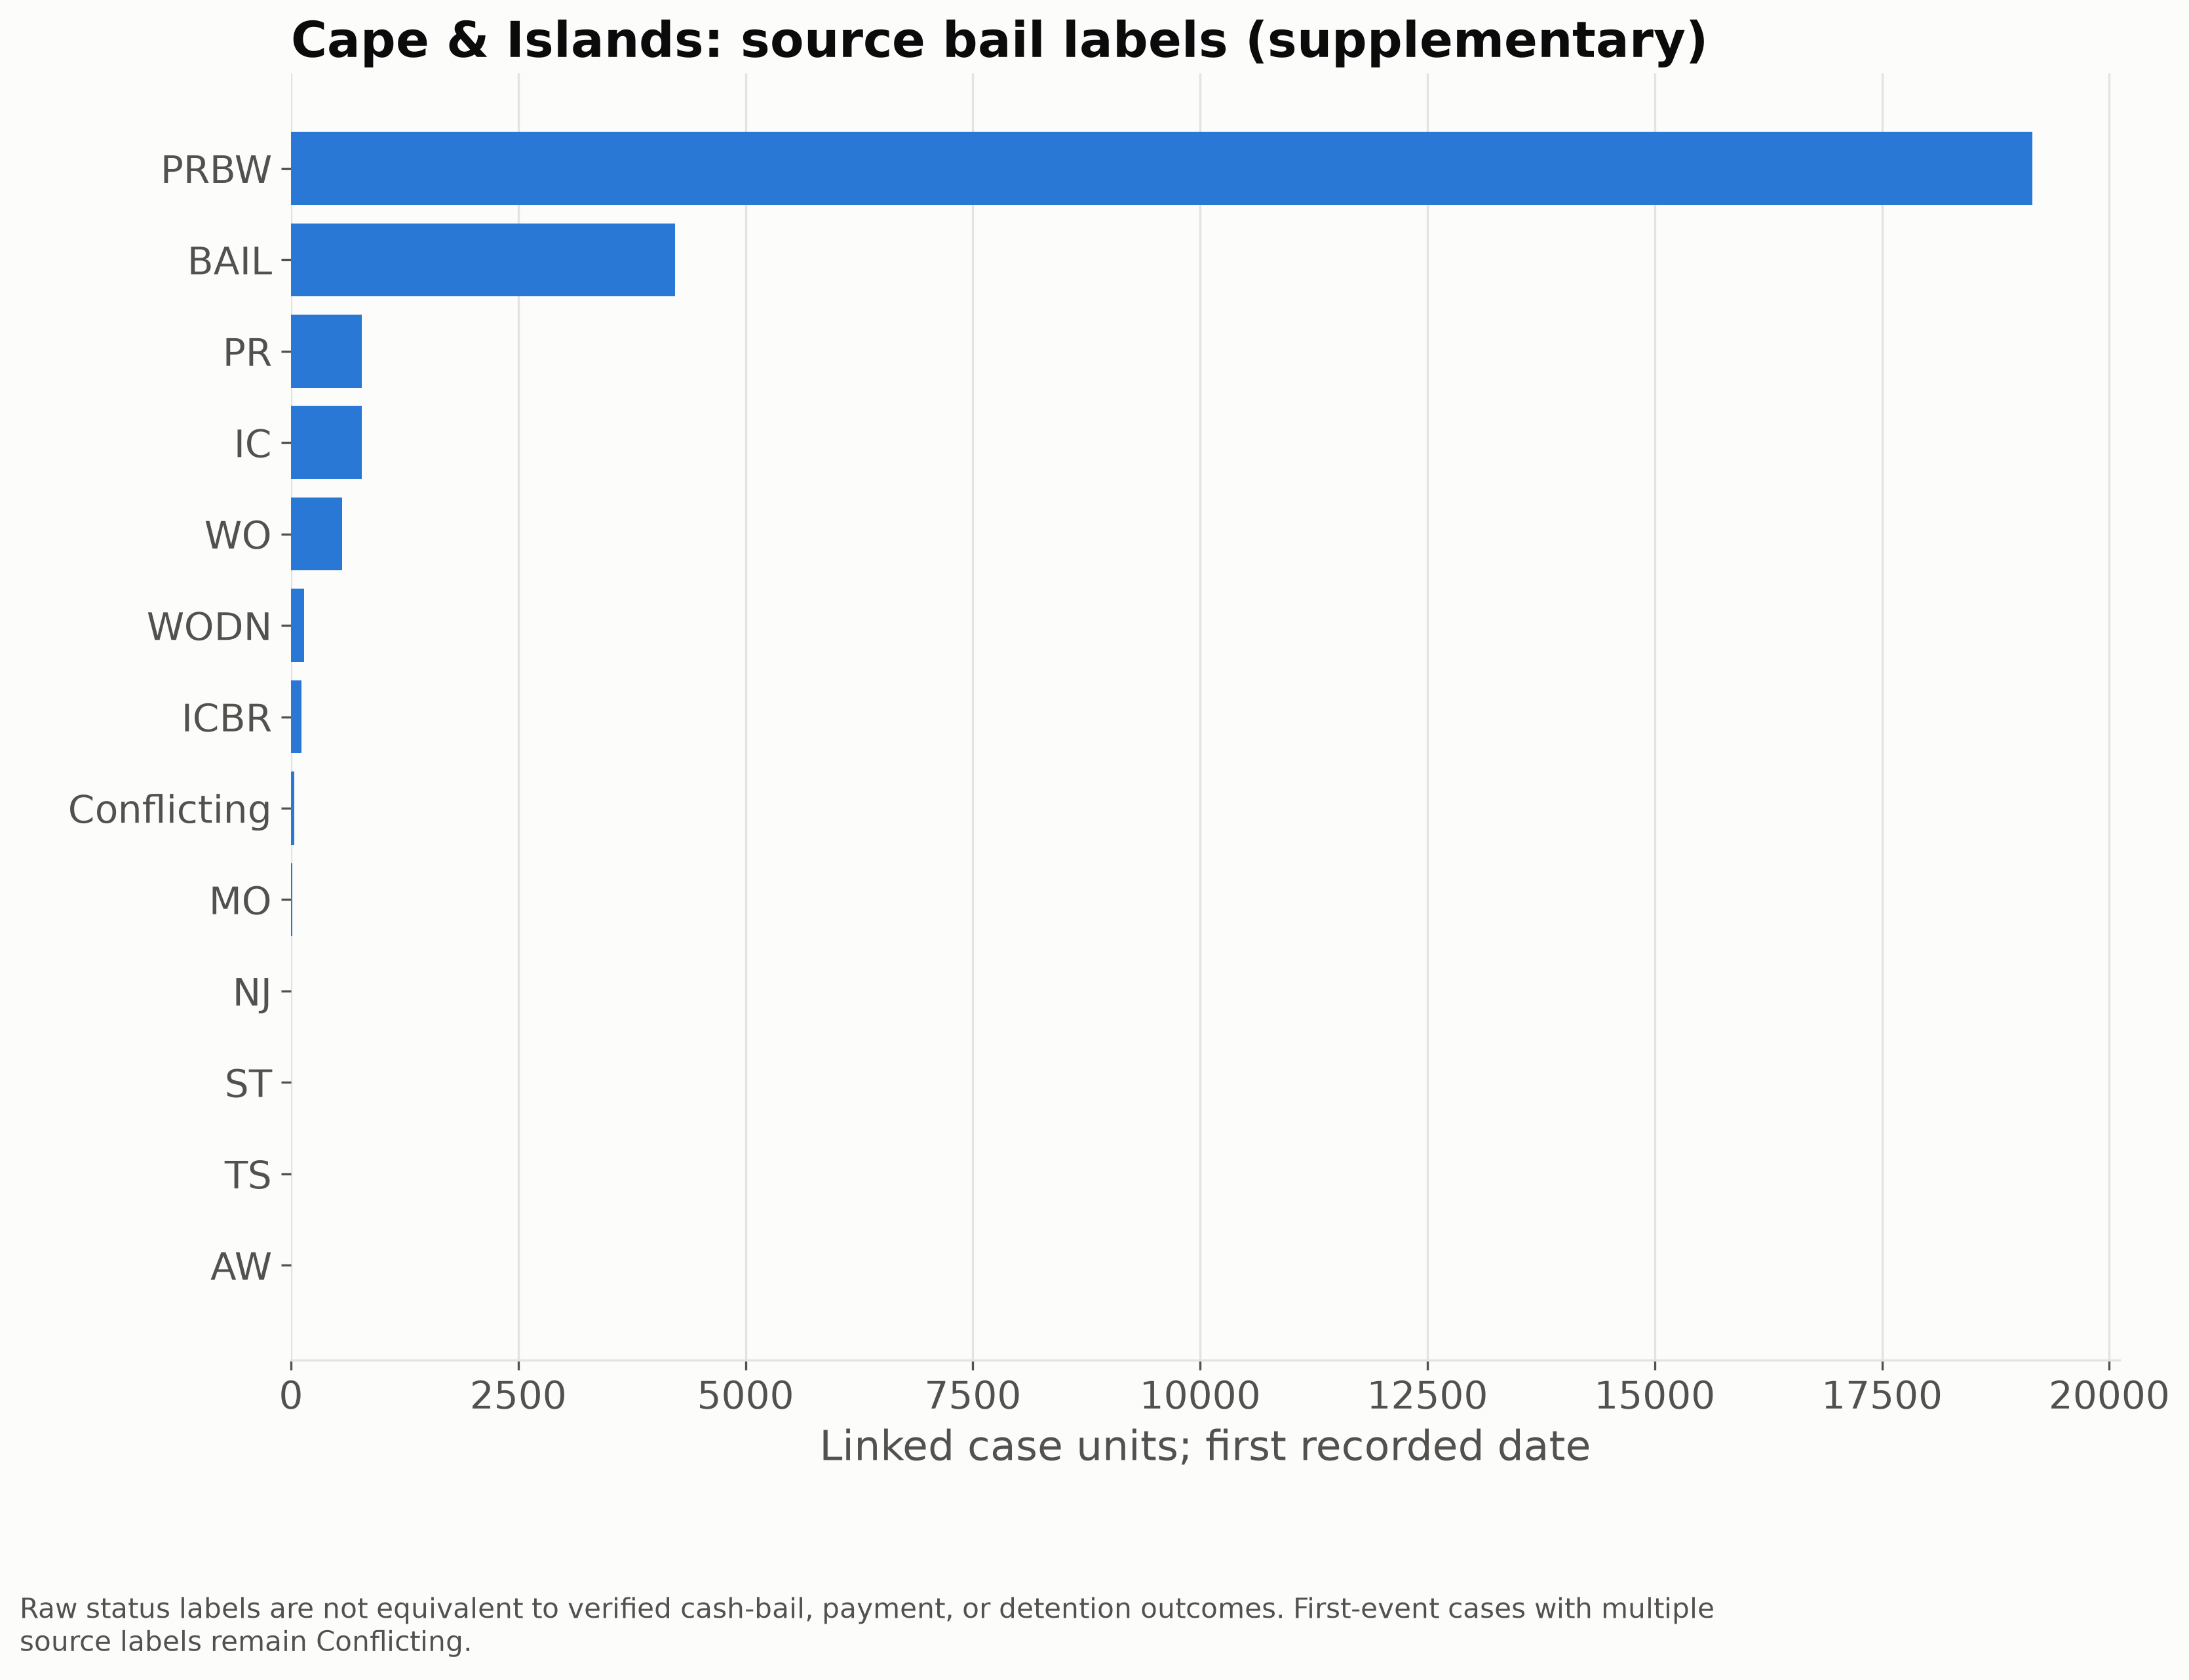 Cape & Islands: source bail labels (supplementary)
PRBW
BAIL
PR
IC
WO
WODN
ICBR
Conflicting
MO
NJ
ST
TS
AW
0 2500 5000 7500 10000 12500 15000 17500 20000
Linked case units; first recorded date
Raw status labels are not equivalent to verified cash-bail, payment, or detention outcomes. First-event cases with multiple
source labels remain Conflicting.